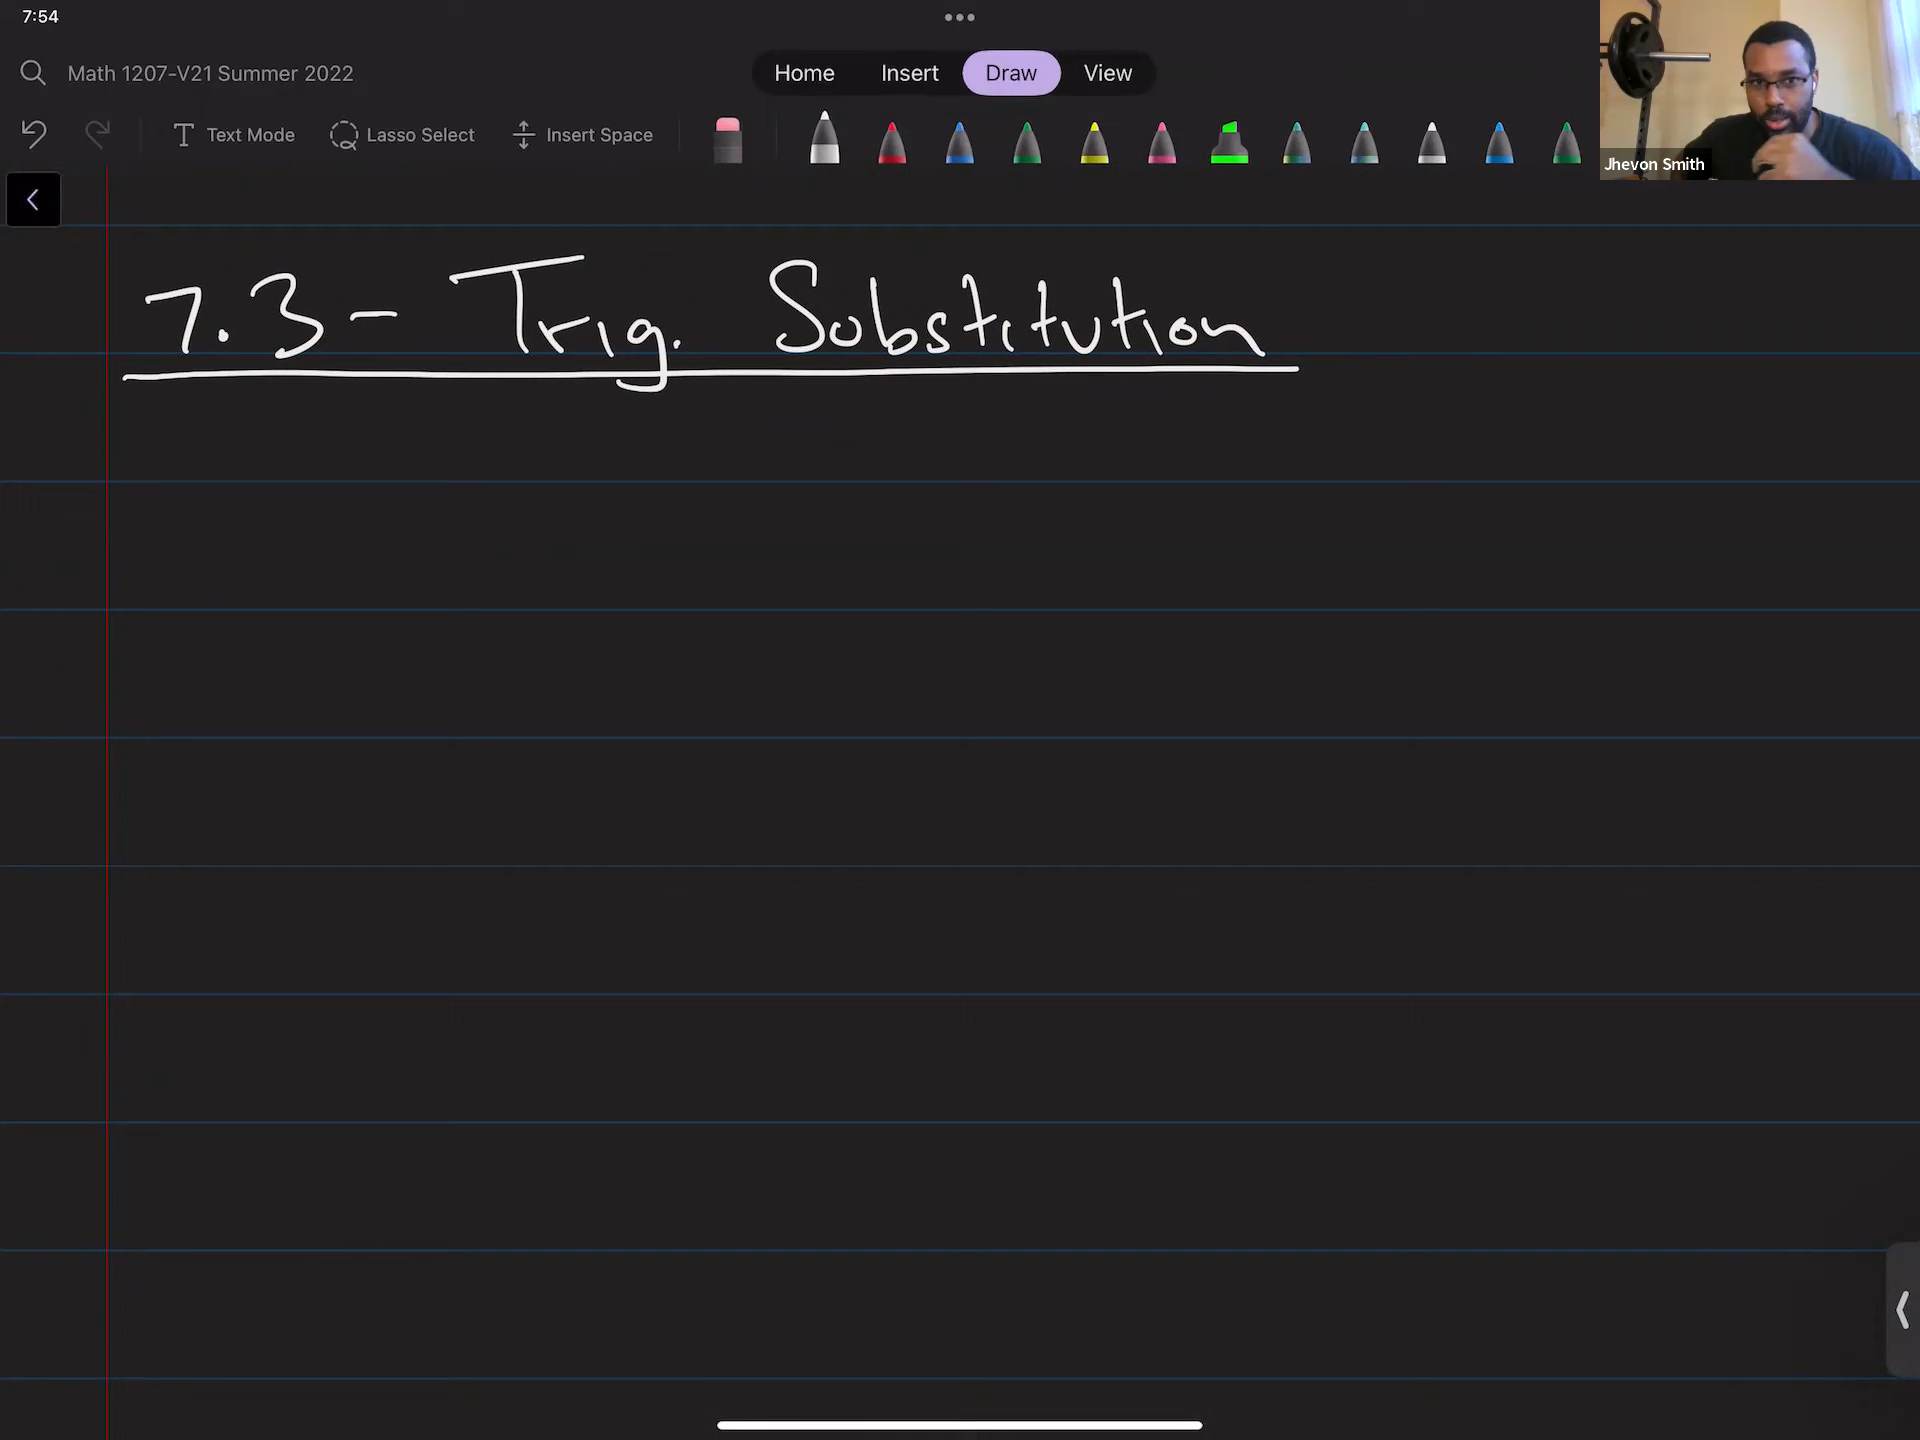 7:54
Math 1207-V21 Summer 2022
Home Insert Draw View
Text Mode Lasso Select Insert Space
Jhevon Smith
7.3 - Trig. Substitution